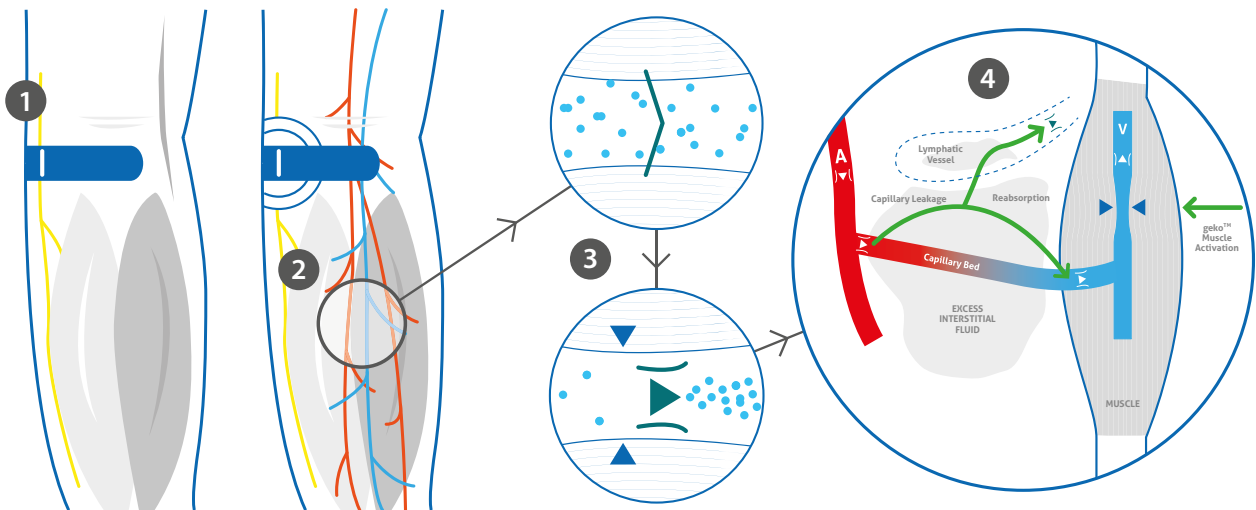 1
2
3
4
A
V
Lymphatic
Vessel
Capillary Leakage
Reabsorption
Capillary Bed
EXCESS
INTERSTITIAL
FLUID
MUSCLE
geko™
Muscle
Activation